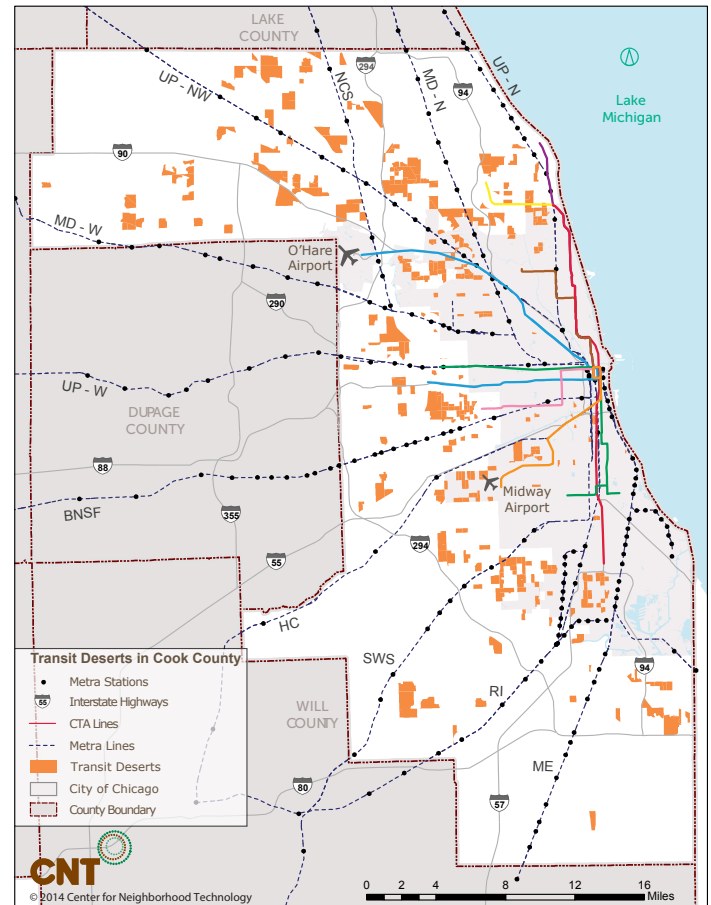 LAKE
COUNTY
UP - NW
NCS
294
MD - N
94
UP - N
Lake
Michigan
90
MD - W
O'Hare
Airport
290
UP - W
DUPAGE
COUNTY
88
BNSF
355
Midway
Airport
294
55
HC
SWS
RI
94
WILL
COUNTY
ME
80
57
Transit Deserts in Cook County
Metra Stations
55 Interstate Highways
CTA Lines
Metra Lines
Transit Deserts
City of Chicago
County Boundary
CNT
© 2014 Center for Neighborhood Technology
0 2 4 8 12 16
Miles